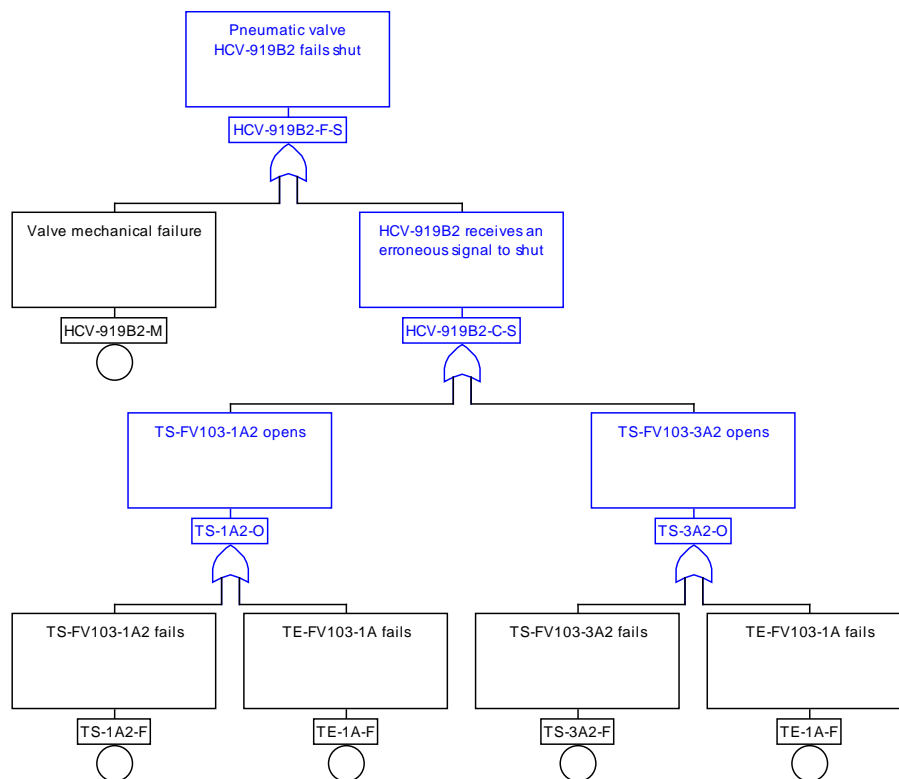 Pneumatic valve
HCV-919B2 fails shut
HCV-919B2-F-S
Valve mechanical failure
HCV-919B2-M
HCV-919B2 receives an
erroneous signal to shut
HCV-919B2-C-S
TS-FV103-1A2 opens
TS-1A2-O
TS-FV103-3A2 opens
TS-3A2-O
TS-FV103-1A2 fails
TS-1A2-F
TE-FV103-1A fails
TE-1A-F
TS-FV103-3A2 fails
TS-3A2-F
TE-FV103-1A fails
TE-1A-F